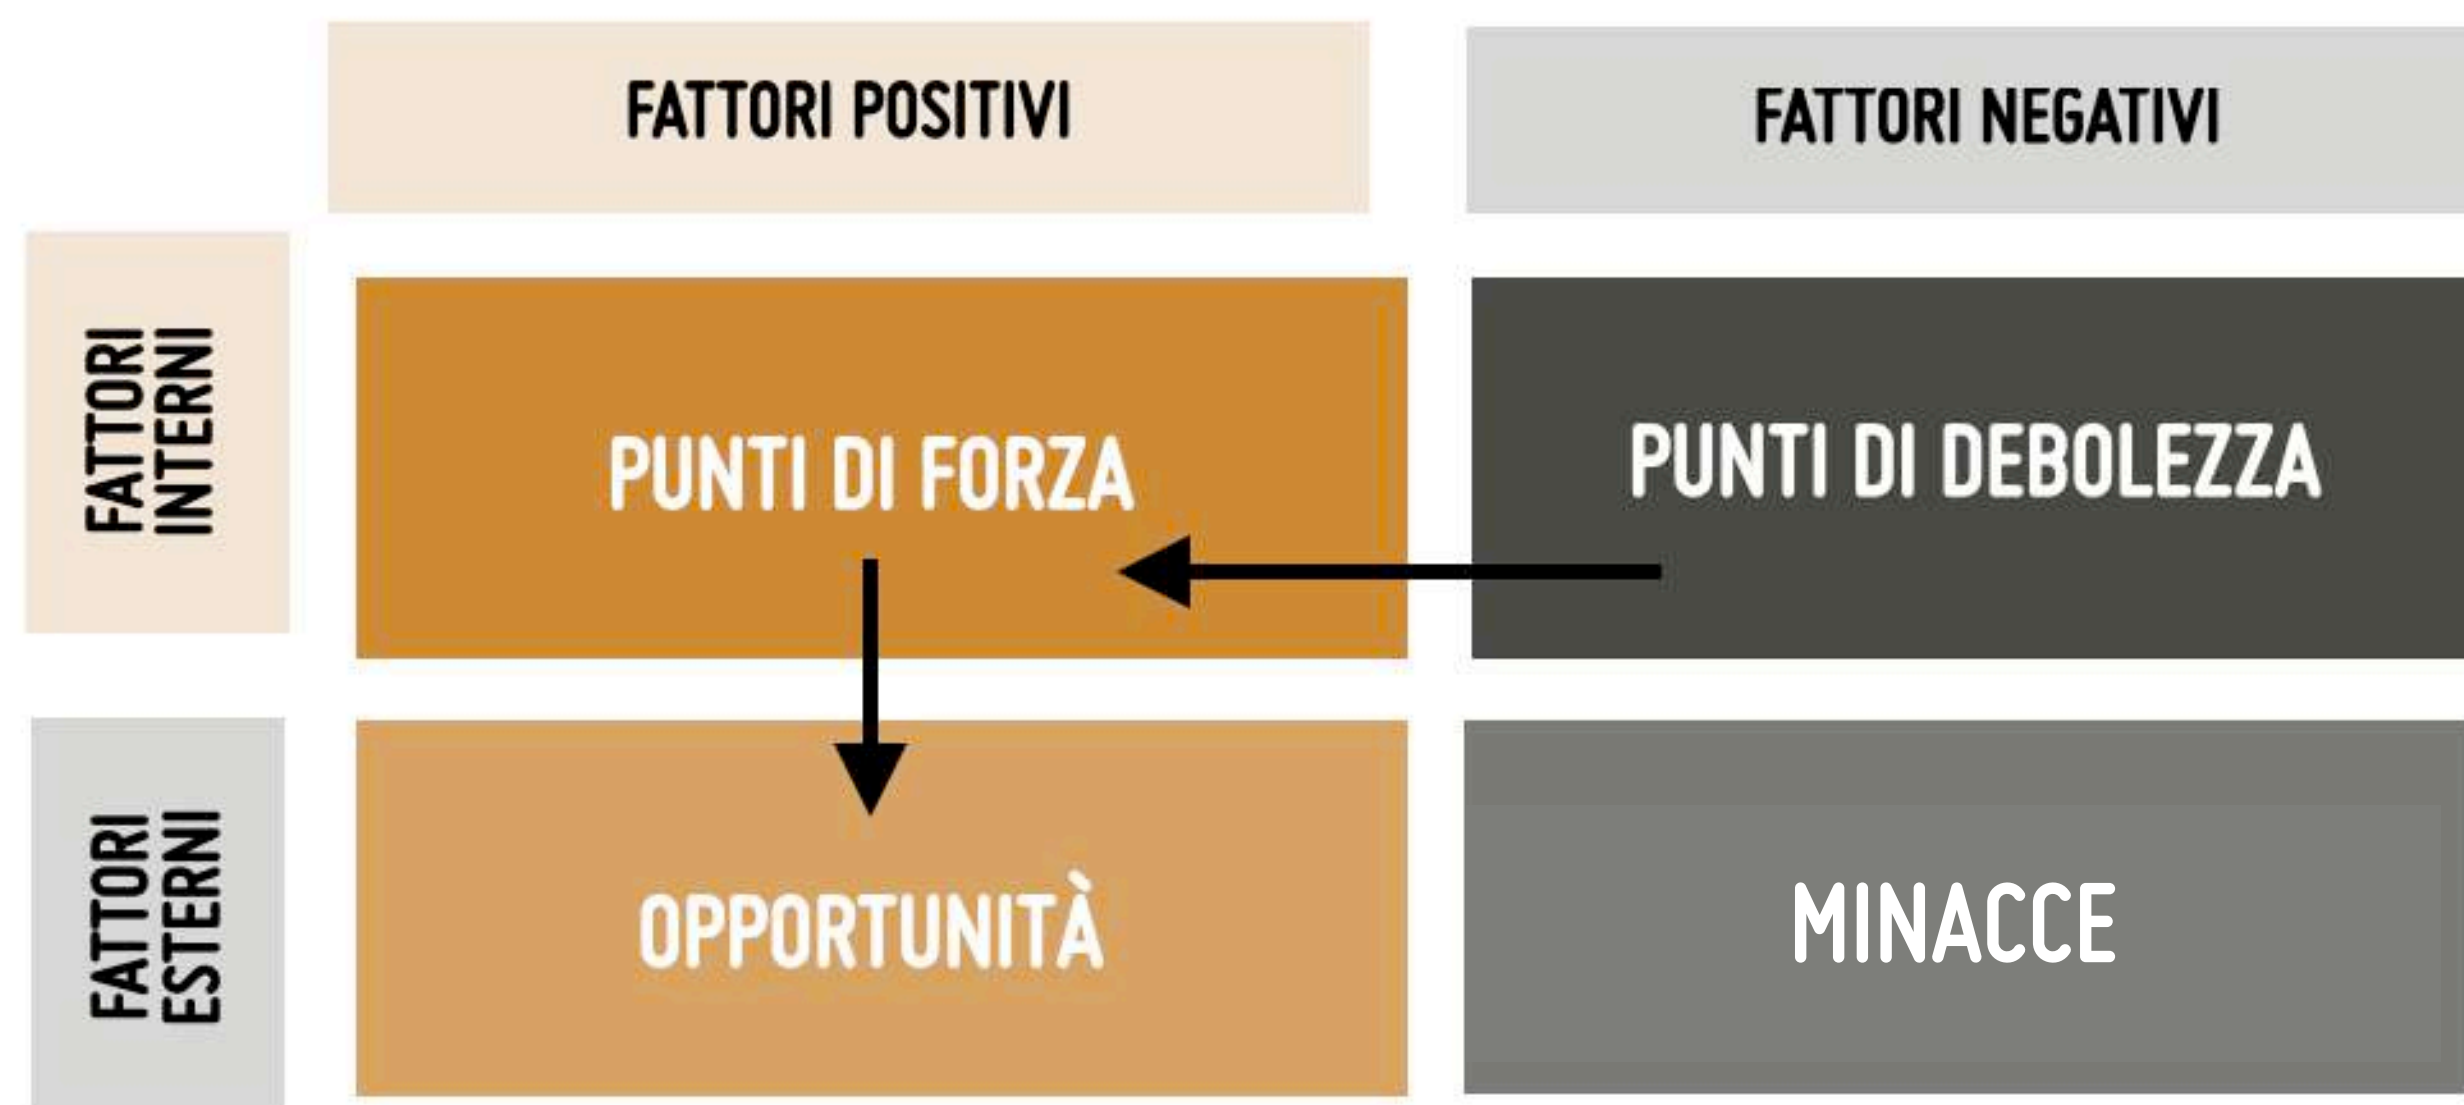 FATTORI POSITIVI
FATTORI NEGATIVI
FATTORI
INTERNI
PUNTI DI FORZA
PUNTI DI DEBOLEZZA
FATTORI
ESTERNI
OPPORTUNITÀ
MINACCE